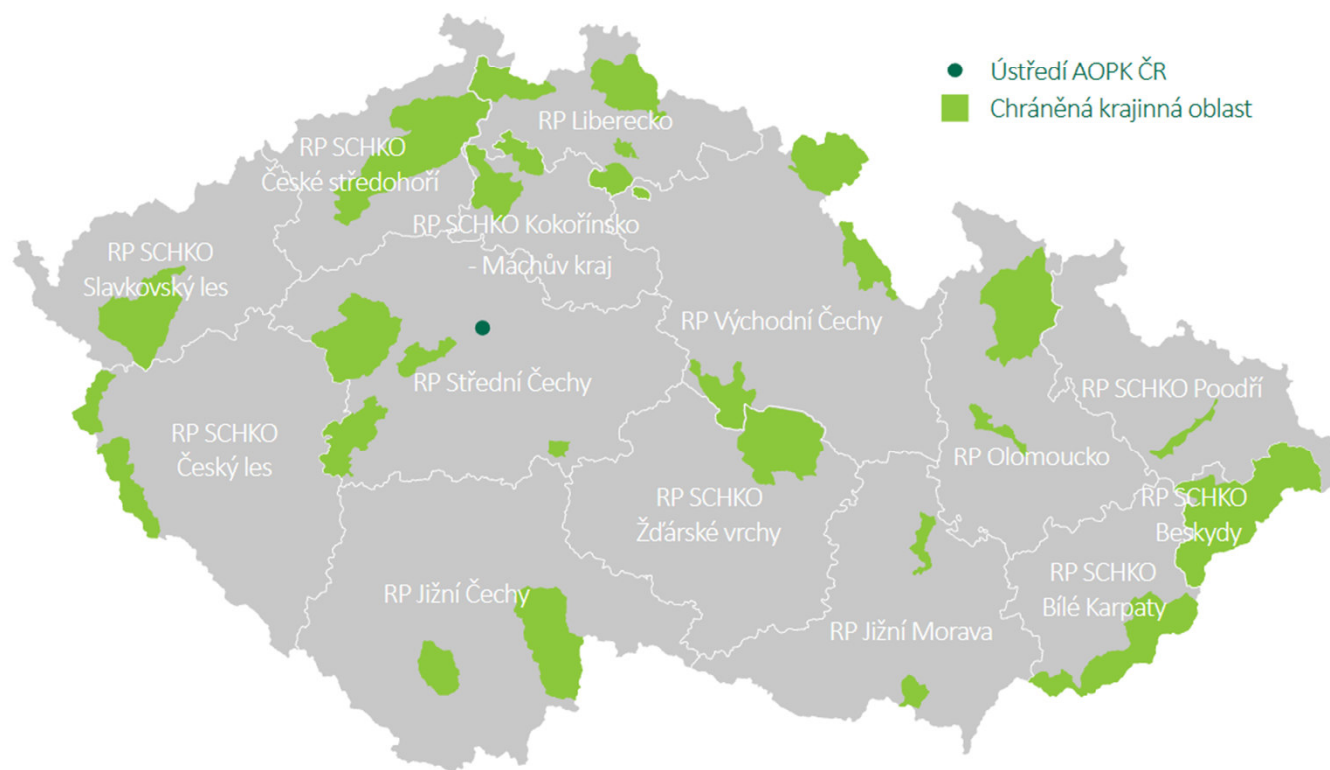 Ústředí AOPK ČR
Chráněná krajinná oblast
RP Liberecko
RP SCHKO
České středohoří
RP SCHKO Kokořínsko
- Máchův kraj
RP SCHKO
Slavkovský les
RP Východní Čechy
RP Střední Čechy
RP SCHKO Poodří
RP SCHKO
Český les
RP Olomoucko
RP SCHKO
Žďárské vrchy
RP SCHKO
Beskydy
RP SCHKO
Bílé Karpaty
RP Jižní Čechy
RP Jižní Morava